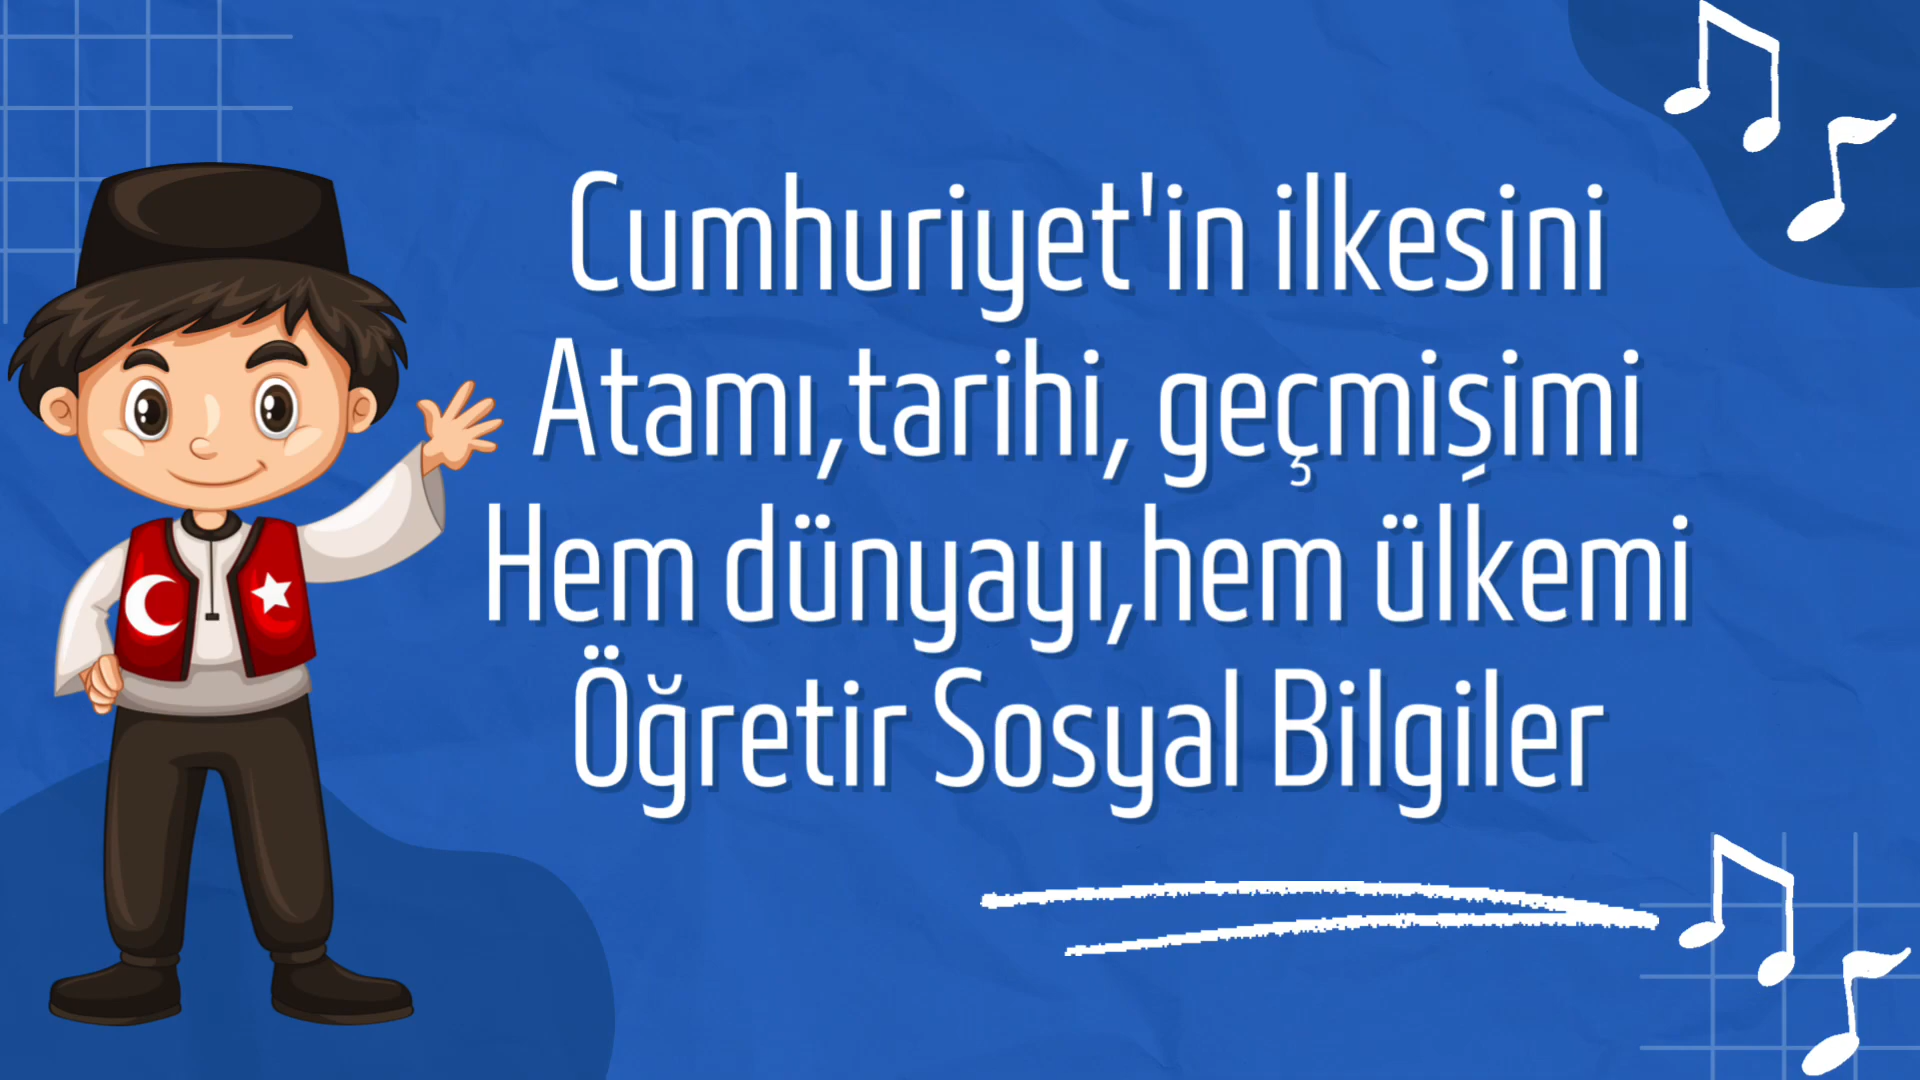 Cumhuriyet'in ilkesini
Atamı,tarihi, geçmişimi
Hem dünyayı,hem ülkemi
Öğretir Sosyal Bilgiler